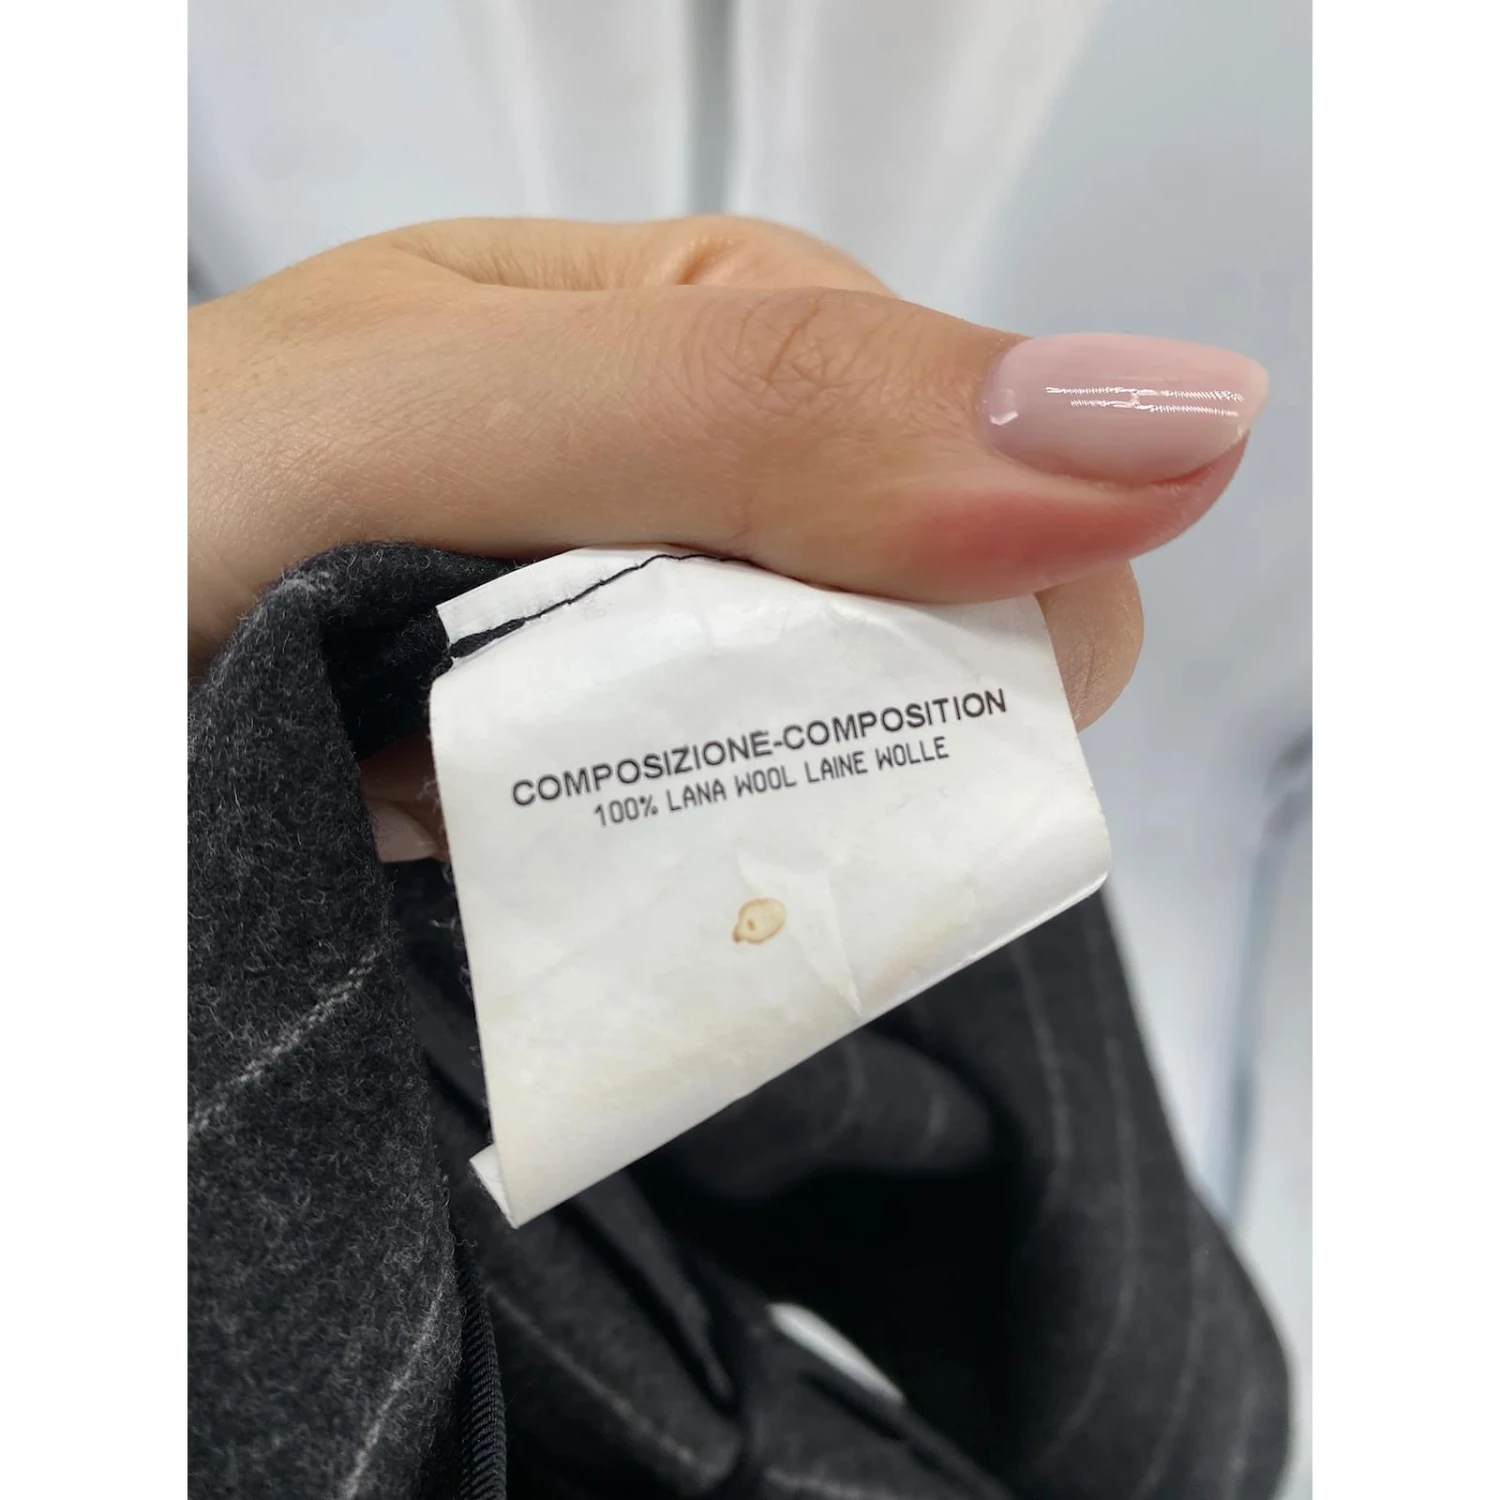 COMPOSIZIONE-COMPOSITION
100% LANA WOOL LAINE WOLLE